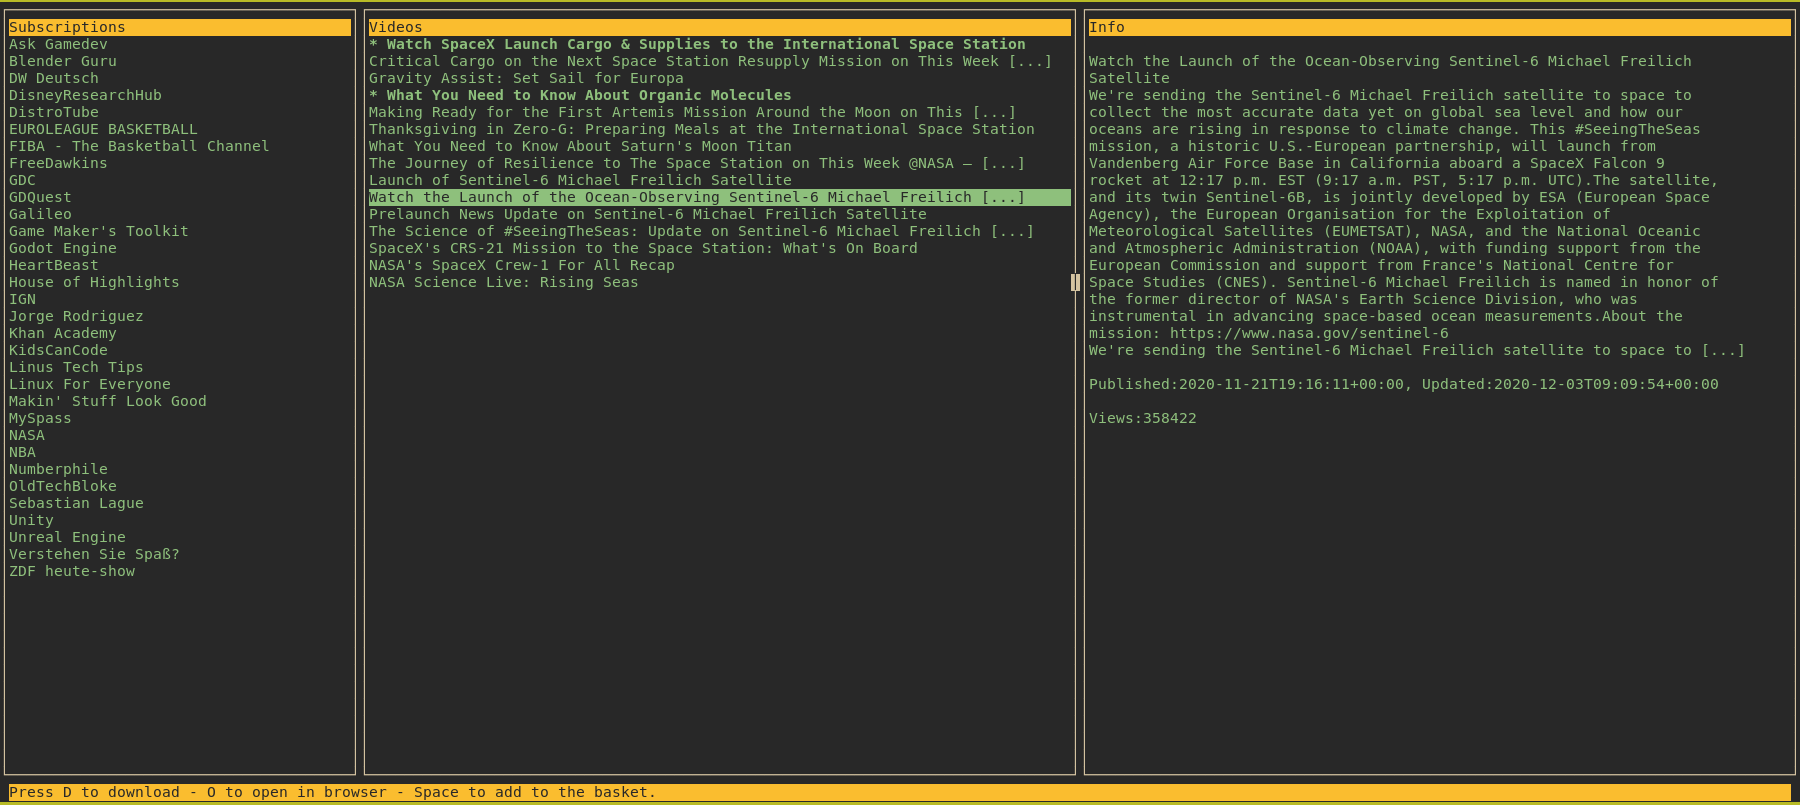 Subscriptions
Ask Gamedev
Blender Guru
DW Deutsch
DisneyResearchHub
DistroTube
EUROLEAGUE BASKETBALL
FIBA - The Basketball Channel
FreeDawkins
GDC
GDQuest
Galileo
Game Maker's Toolkit
Godot Engine
HeartBeast
House of Highlights
IGN
Jorge Rodriguez
Khan Academy
KidsCanCode
Linus Tech Tips
Linux For Everyone
Makin' Stuff Look Good
MySpass
NASA
NBA
Numberphile
OldTechBloke
Sebastian Lague
Unity
Unreal Engine
Verstehen Sie Spaß?
ZDF heute-show
Videos
* Watch SpaceX Launch Cargo & Supplies to the International Space Station
Critical Cargo on the Next Space Station Resupply Mission on This Week [...]
Gravity Assist: Set Sail for Europa
* What You Need to Know About Organic Molecules
Making Ready for the First Artemis Mission Around the Moon on This [...]
Thanksgiving in Zero-G: Preparing Meals at the International Space Station
What You Need to Know About Saturn's Moon Titan
The Journey of Resilience to The Space Station on This Week @NASA – [...]
Launch of Sentinel-6 Michael Freilich Satellite
Watch the Launch of the Ocean-Observing Sentinel-6 Michael Freilich [...]
Prelaunch News Update on Sentinel-6 Michael Freilich Satellite
The Science of #SeeingTheSeas: Update on Sentinel-6 Michael Freilich [...]
SpaceX's CRS-21 Mission to the Space Station: What's On Board
NASA's SpaceX Crew-1 For All Recap
NASA Science Live: Rising Seas
Info
Watch the Launch of the Ocean-Observing Sentinel-6 Michael Freilich
Satellite
We're sending the Sentinel-6 Michael Freilich satellite to space to
collect the most accurate data yet on global sea level and how our
oceans are rising in response to climate change. This #SeeingTheSeas
mission, a historic U.S.-European partnership, will launch from
Vandenberg Air Force Base in California aboard a SpaceX Falcon 9
rocket at 12:17 p.m. EST (9:17 a.m. PST, 5:17 p.m. UTC).The satellite,
and its twin Sentinel-6B, is jointly developed by ESA (European Space
Agency), the European Organisation for the Exploitation of
Meteorological Satellites (EUMETSAT), NASA, and the National Oceanic
and Atmospheric Administration (NOAA), with funding support from the
European Commission and support from France's National Centre for
Space Studies (CNES). Sentinel-6 Michael Freilich is named in honor of
the former director of NASA's Earth Science Division, who was
instrumental in advancing space-based ocean measurements.About the
mission: https://www.nasa.gov/sentinel-6
We're sending the Sentinel-6 Michael Freilich satellite to space to [...]
Published:2020-11-21T19:16:11+00:00, Updated:2020-12-03T09:09:54+00:00
Views:358422
Press D to download - O to open in browser - Space to add to the basket.